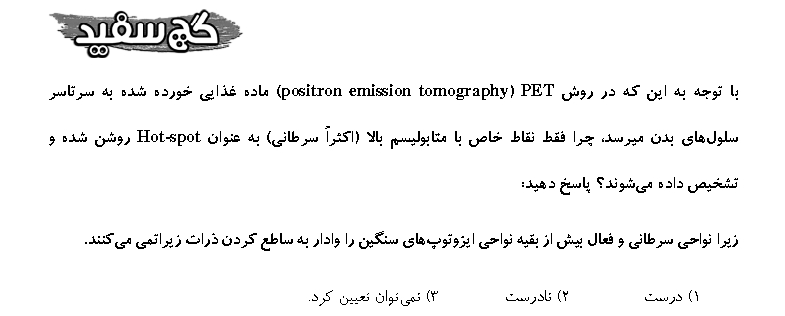 گچ سفید
با توجه به این که در روش PET (positron emission tomography) ماده غذایی خورده شده به سرتاسر
سلول‌های بدن میرسد، چرا فقط نقاط خاص با متابولیسم بالا (اکثراً سرطانی) به عنوان Hot-spot روشن شده و
تشخیص داده می‌شوند؟ پاسخ دهید:
زیرا نواحی سرطانی و فعال بیش از بقیه نواحی ایزوتوپ‌های سنگین را وادار به ساطع کردن ذرات زیراتمی می‌کنند.
۱) درست ۲) نادرست ۳) نمی‌توان تعیین کرد.